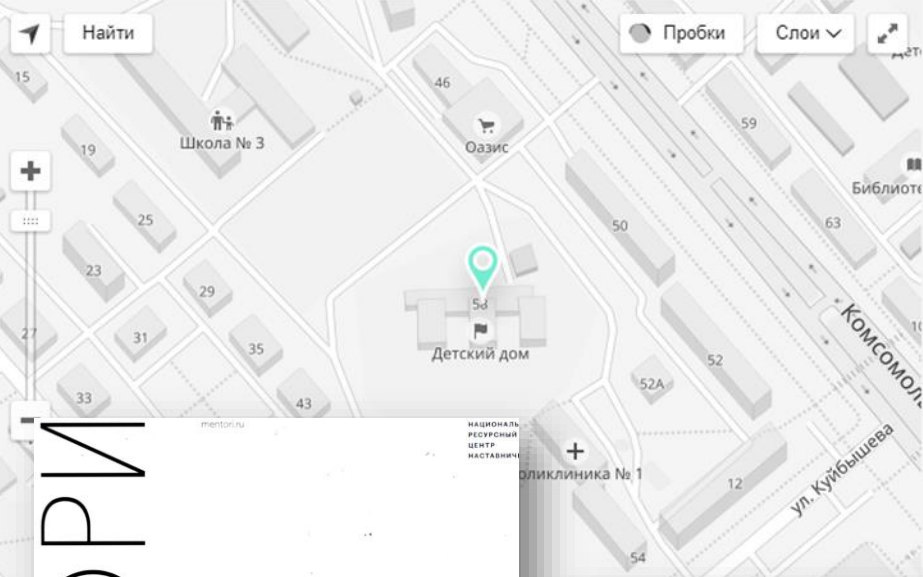 Найти
Пробки
Слои
15
46
59
Школа № 3
Оазис
19
Библиоте
25
50
63
23
29
58
27
31
35
Детский дом
52
Комсомол
33
43
52А
mentori.ru
НАЦИОНАЛЬ
РЕСУРСНЫЙ
ЦЕНТР
НАСТАВНИЧ
ОРИ
оликлиника № 1
12
ул. Куйбышева
54